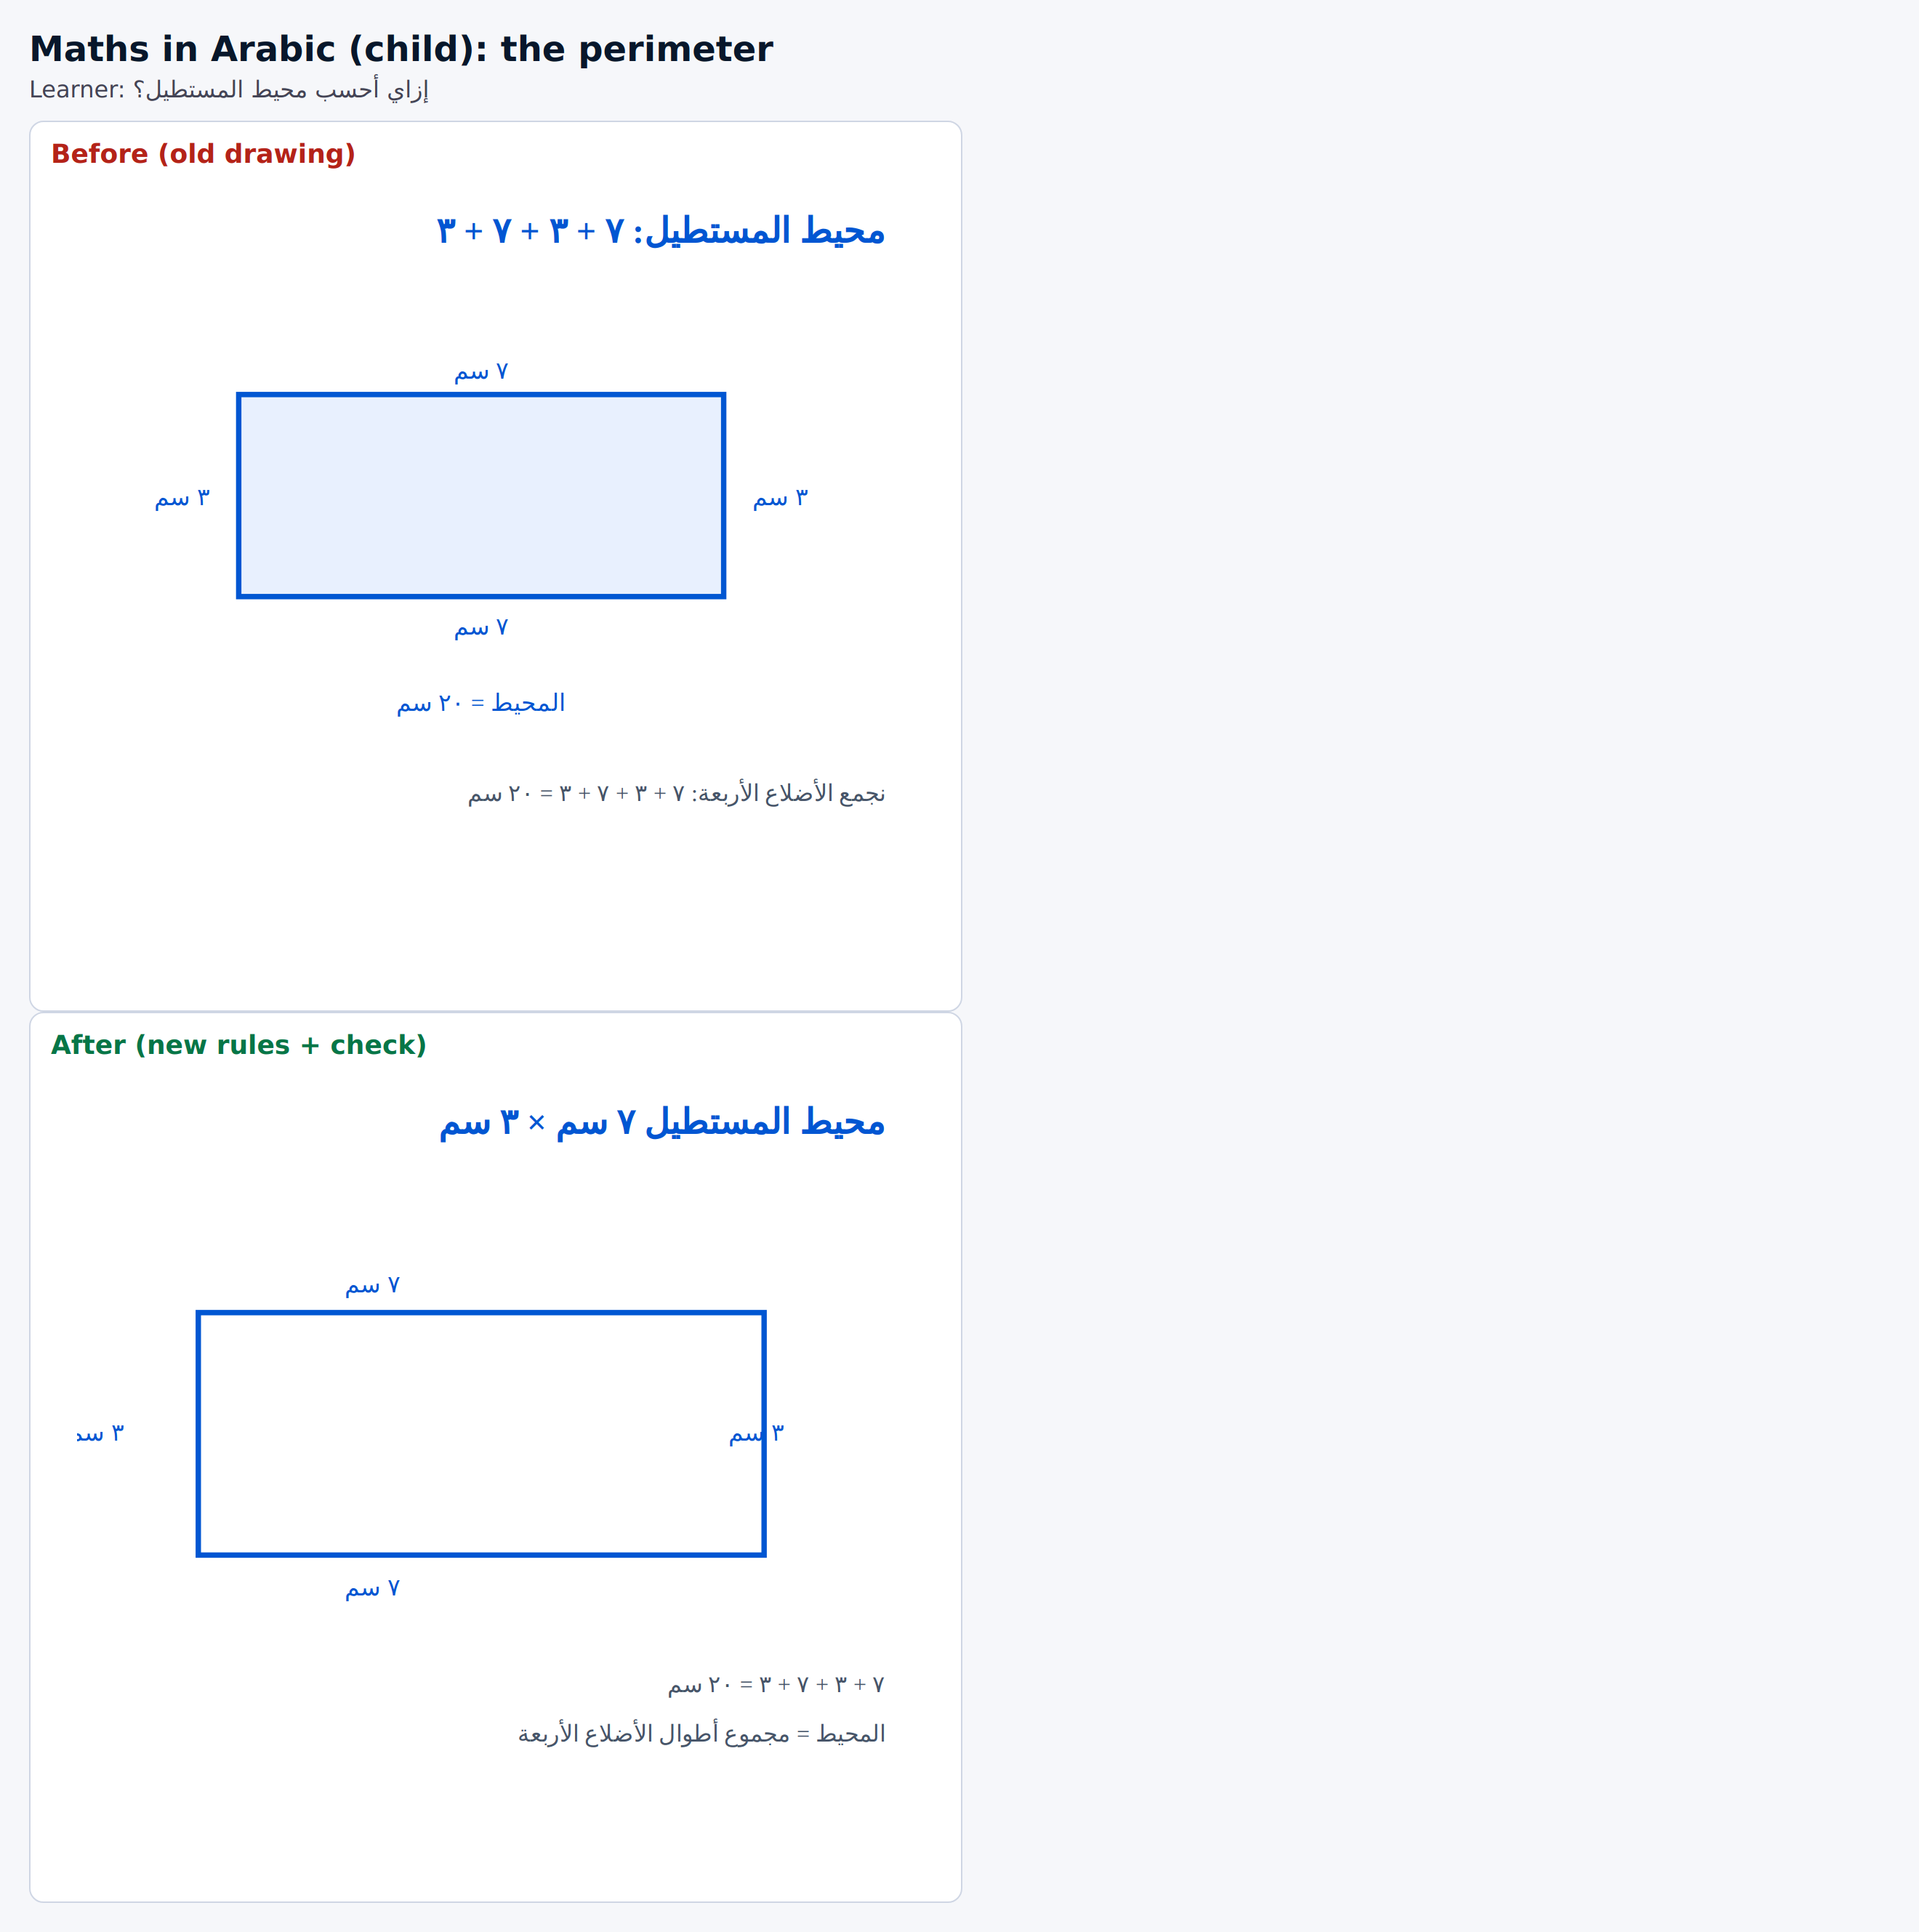 Maths in Arabic (child): the perimeter
Learner: إزاي أحسب محيط المستطيل؟
Before (old drawing)
محيط المستطيل: ٧ + ٣ + ٧ + ٣
٧ سم
٣ سم
٣ سم
٧ سم
المحيط = ٢٠ سم
نجمع الأضلاع الأربعة: ٧ + ٣ + ٧ + ٣ = ٢٠ سم
After (new rules + check)
محيط المستطيل ٧ سم × ٣ سم
٧ سم
٣ سم
٣ سم
٧ سم
٧ + ٣ + ٧ + ٣ = ٢٠ سم
المحيط = مجموع أطوال الأضلاع الأربعة